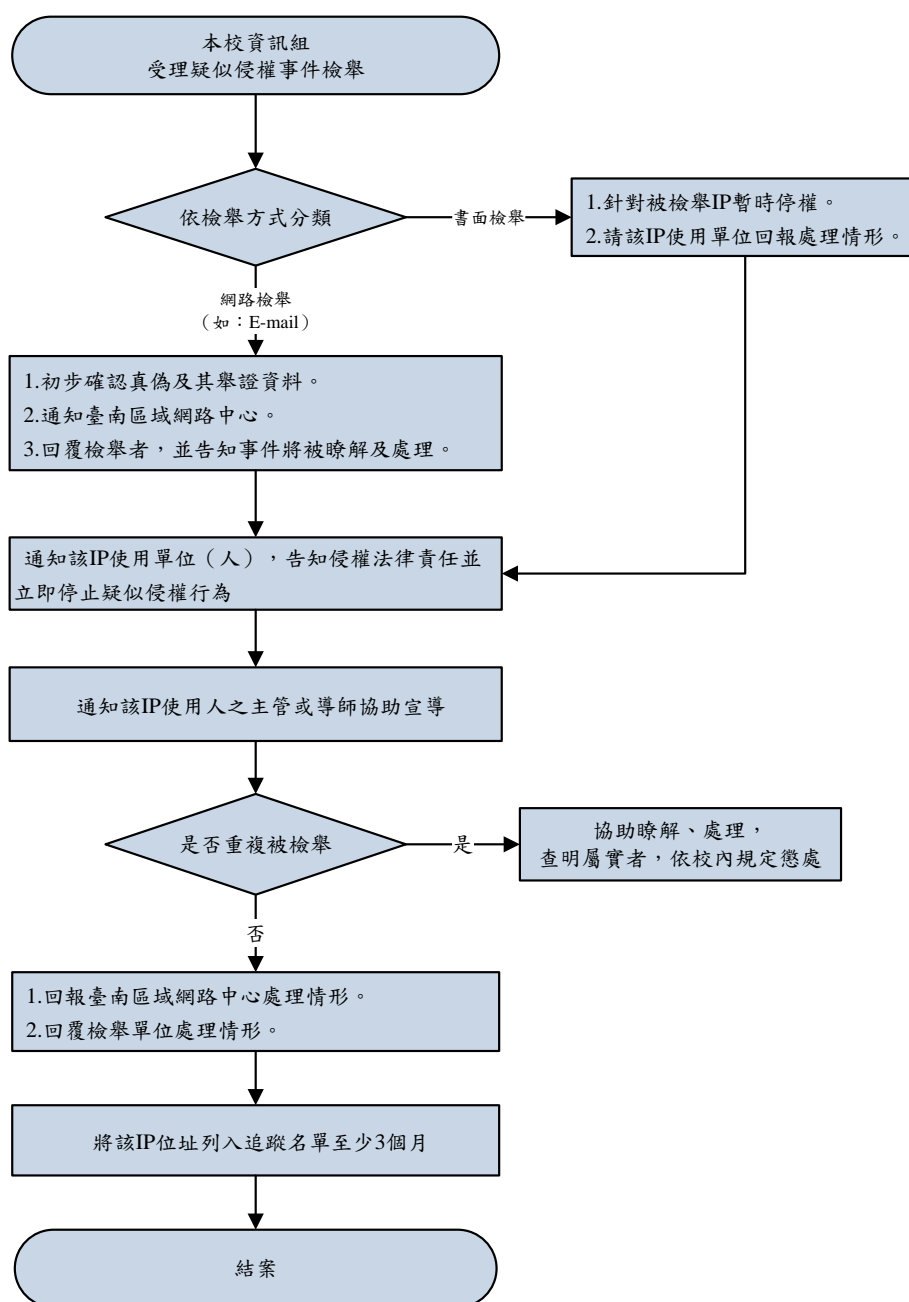 本校資訊組
受理疑似侵權事件檢舉
依檢舉方式分類
書面檢舉
1.針對被檢舉IP暫時停權。
2.請該IP使用單位回報處理情形。
網路檢舉
（如：E-mail）
1.初步確認真偽及其舉證資料。
2.通知臺南區域網路中心。
3.回覆檢舉者，並告知事件將被瞭解及處理。
通知該IP使用單位（人），告知侵權法律責任並
立即停止疑似侵權行為
通知該IP使用人之主管或導師協助宣導
是否重複被檢舉
是
協助瞭解、處理，
查明屬實者，依校內規定懲處
否
1.回報臺南區域網路中心處理情形。
2.回覆檢舉單位處理情形。
將該IP位址列入追蹤名單至少3個月
結案